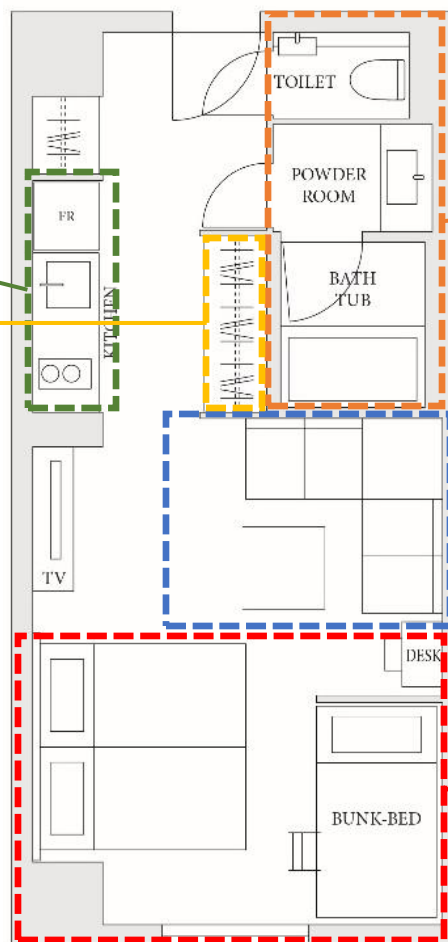 TOILET
POWDER
ROOM
FR
BATH
TUB
KITCHEN
TV
DESK
BUNK-BED